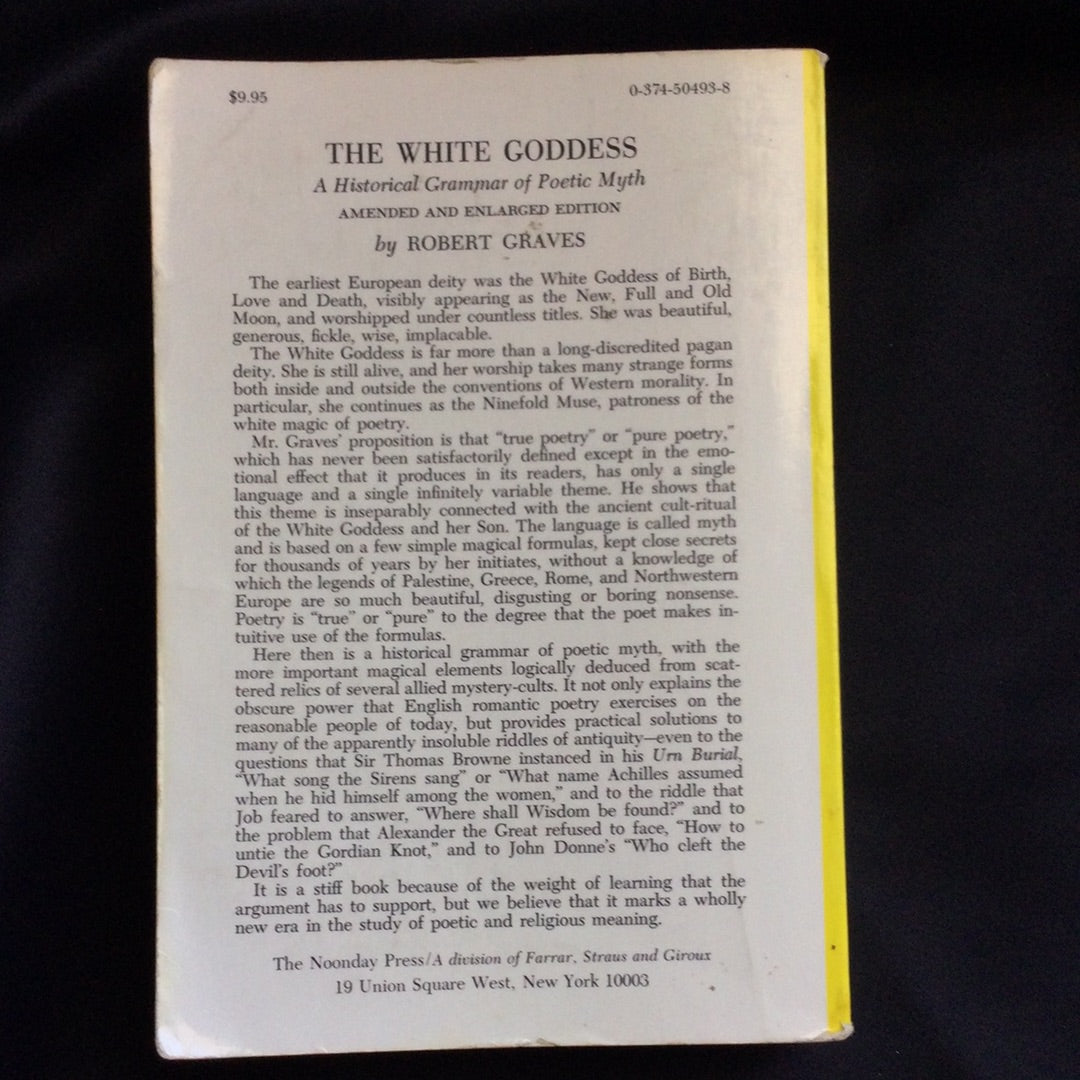 $9.95
0-374-50493-8
THE WHITE GODDESS
A Historical Grammar of Poetic Myth
AMENDED AND ENLARGED EDITION
by ROBERT GRAVES
The earliest European deity was the White Goddess of Birth,
Love and Death, visibly appearing as the New, Full and Old
Moon, and worshipped under countless titles. She was beautiful,
generous, fickle, wise, implacable.
The White Goddess is far more than a long-discredited pagan
deity. She is still alive, and her worship takes many strange forms
both inside and outside the conventions of Western morality. In
particular, she continues as the Ninefold Muse, patroness of the
white magic of poetry.
Mr. Graves' proposition is that “true poetry” or “pure poetry,”
which has never been satisfactorily defined except in the emo-
tional effect that it produces in its readers, has only a single
language and a single infinitely variable theme. He shows that
this theme is inseparably connected with the ancient cult-ritual
of the White Goddess and her Son. The language is called myth
and is based on a few simple magical formulas, kept close secrets
for thousands of years by her initiates, without a knowledge of
which the legends of Palestine, Greece, Rome, and Northwestern
Europe are so much beautiful, disgusting or boring nonsense.
Poetry is “true” or “pure” to the degree that the poet makes in-
tuitive use of the formulas.
Here then is a historical grammar of poetic myth, with the
more important magical elements logically deduced from scat-
tered relics of several allied mystery-cults. It not only explains the
obscure power that English romantic poetry exercises on the
reasonable people of today, but provides practical solutions to
many of the apparently insoluble riddles of antiquity—even to the
questions that Sir Thomas Browne instanced in his Urn Burial,
“What song the Sirens sang” or “What name Achilles assumed
when he hid himself among the women,” and to the riddle that
Job feared to answer, “Where shall Wisdom be found?” and to
the problem that Alexander the Great refused to face, “How to
untie the Gordian Knot,” and to John Donne's “Who cleft the
Devil's foot?”
It is a stiff book because of the weight of learning that the
argument has to support, but we believe that it marks a wholly
new era in the study of poetic and religious meaning.
The Noonday Press/A division of Farrar, Straus and Giroux
19 Union Square West, New York 10003